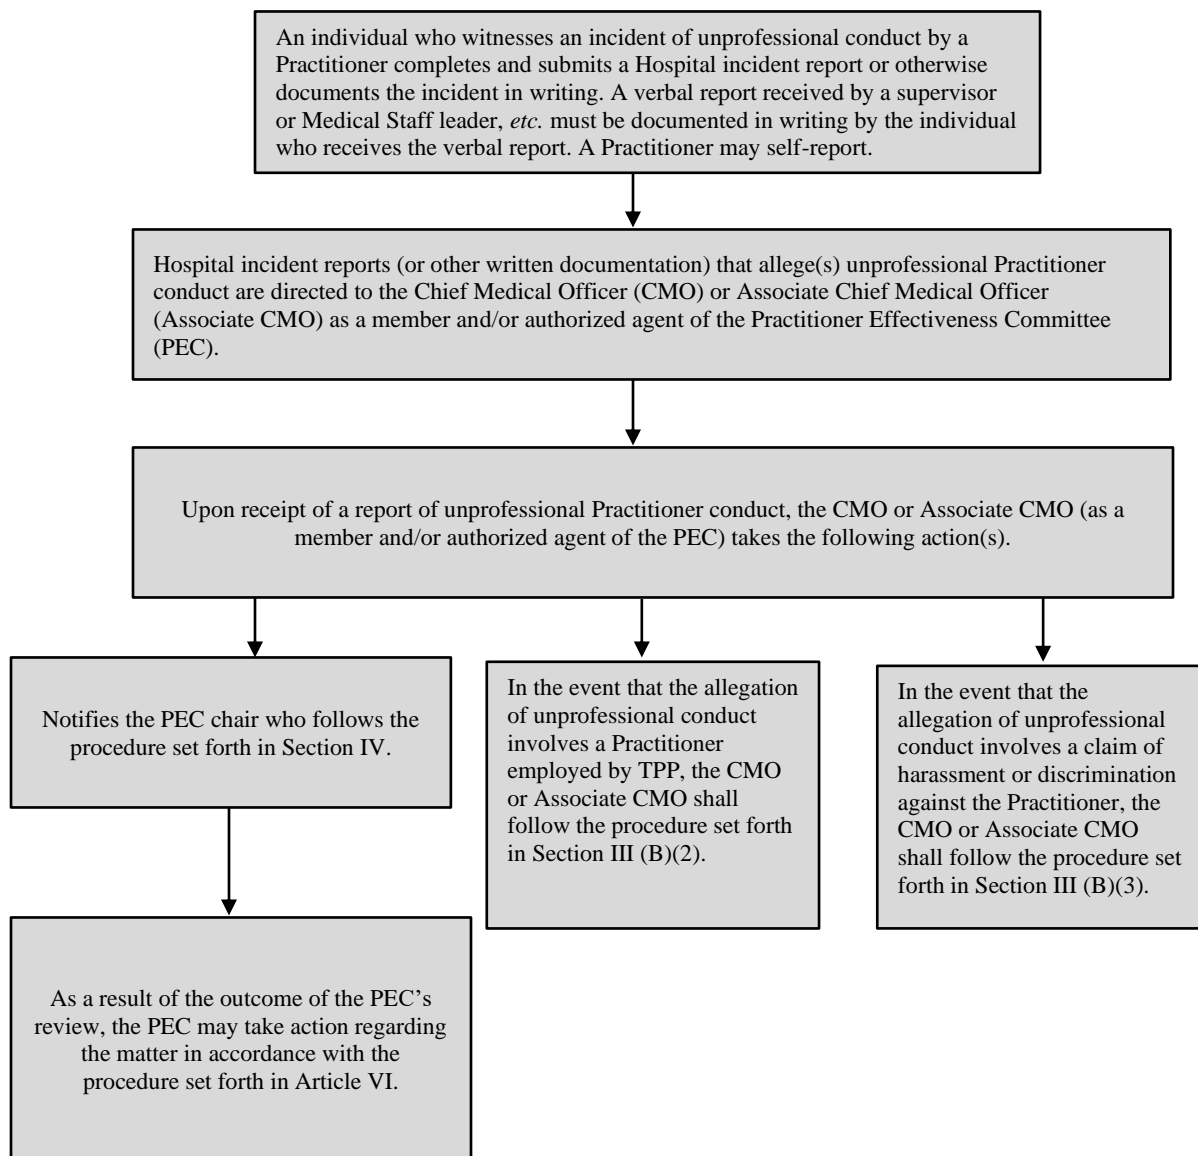 An individual who witnesses an incident of unprofessional conduct by a
Practitioner completes and submits a Hospital incident report or otherwise
documents the incident in writing. A verbal report received by a supervisor
or Medical Staff leader, etc. must be documented in writing by the individual
who receives the verbal report. A Practitioner may self-report.
Hospital incident reports (or other written documentation) that allege(s) unprofessional Practitioner
conduct are directed to the Chief Medical Officer (CMO) or Associate Chief Medical Officer
(Associate CMO) as a member and/or authorized agent of the Practitioner Effectiveness Committee
(PEC).
Upon receipt of a report of unprofessional Practitioner conduct, the CMO or Associate CMO (as a
member and/or authorized agent of the PEC) takes the following action(s).
Notifies the PEC chair who follows the
procedure set forth in Section IV.
In the event that the allegation
of unprofessional conduct
involves a Practitioner
employed by TPP, the CMO
or Associate CMO shall
follow the procedure set forth
in Section III (B)(2).
In the event that the
allegation of unprofessional
conduct involves a claim of
harassment or discrimination
against the Practitioner, the
CMO or Associate CMO
shall follow the procedure set
forth in Section III (B)(3).
As a result of the outcome of the PEC’s
review, the PEC may take action regarding
the matter in accordance with the
procedure set forth in Article VI.